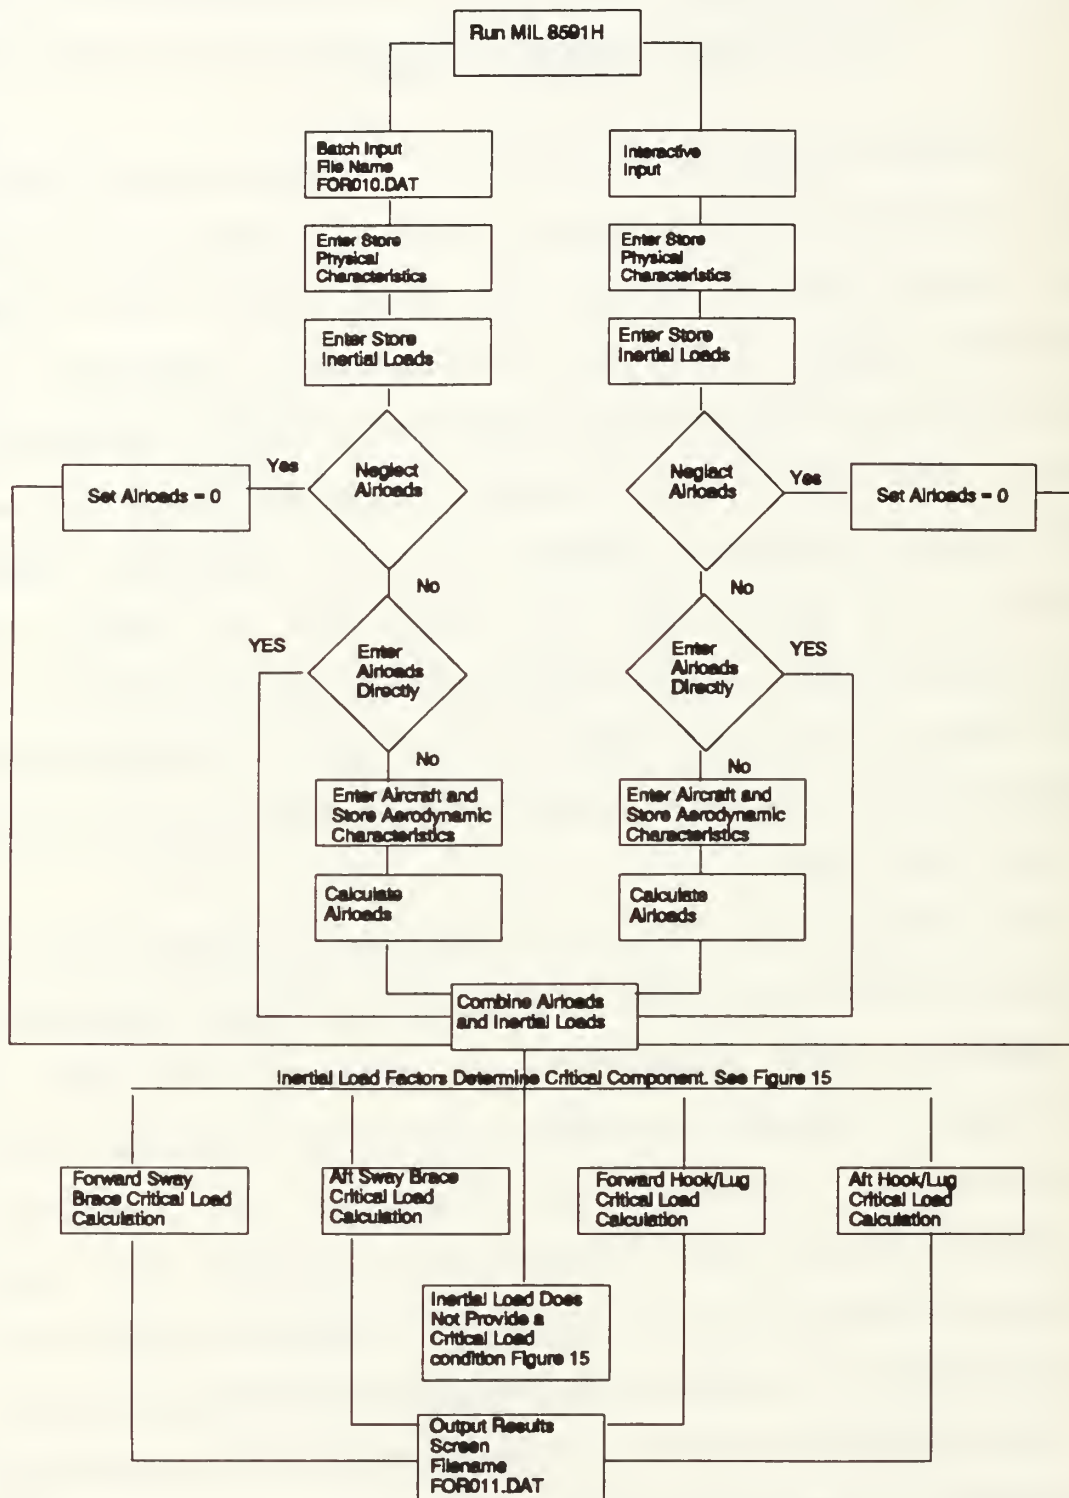 Run MIL 8591H
Batch Input
File Name
FOR010.DAT
Interactive
Input
Enter Store
Physical
Characteristics
Enter Store
Physical
Characteristics
Enter Store
Inertial Loads
Enter Store
Inertial Loads
Set Airloads = 0
Yes
Neglect
Airloads
Neglact
Airloads
Yes
Set Airloads = 0
No
No
YES
Enter
Airloads
Directly
Enter
Airloads
Directly
YES
No
No
Enter Aircraft and
Store Aerodynamic
Characteristics
Enter Aircraft and
Store Aerodynamic
Characteristics
Calculate
Airloads
Calculate
Airloads
Combine Airloads
and Inertial Loads
Inertial Load Factors Determine Critical Component. See Figure 15
Forward Sway
Brace Critical Load
Calculation
Aft Sway Brace
Critical Load
Calculation
Forward Hook/Lug
Critical Load
Calculation
Aft Hook/Lug
Critical Load
Calculation
Inertial Load Does
Not Provide a
Critical Load
condition Figure 15
Output Results
Screen
Filename
FOR011.DAT